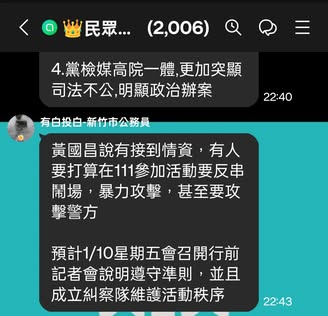 👑民眾... (2,006)
4.黨檢媒高院一體,更加突顯
司法不公,明顯政治辦案
22:40
有白投白-新竹市公務員
黃國昌說有接到情資，有人
要打算在111參加活動要反串
鬧場，暴力攻擊，甚至要攻
擊警方
預計1/10星期五會召開行前
記者會說明遵守準則，並且
成立糾察隊維護活動秩序
22:43